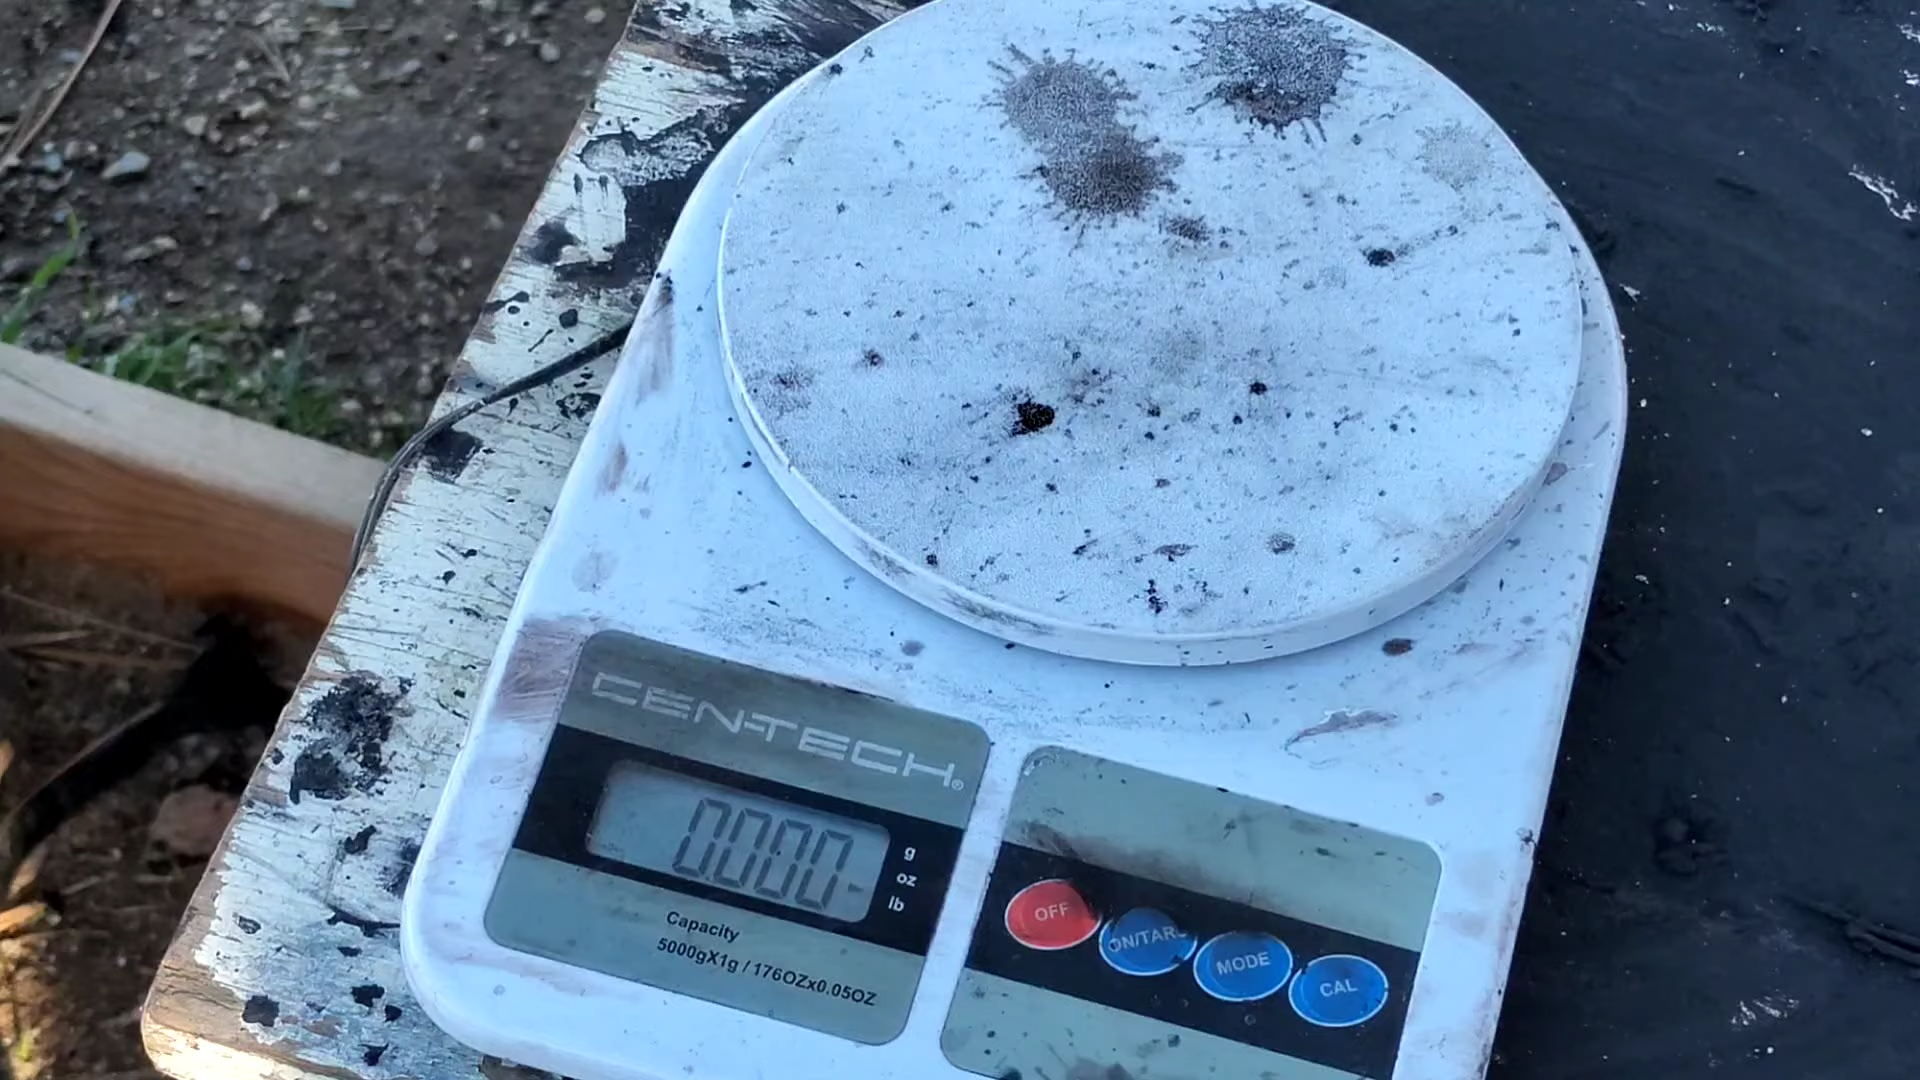 CEN-TECH®
0.000
g
oz
lb
Capacity
5000gX1g / 176OZx0.05OZ
OFF
ON/TARE
MODE
CAL